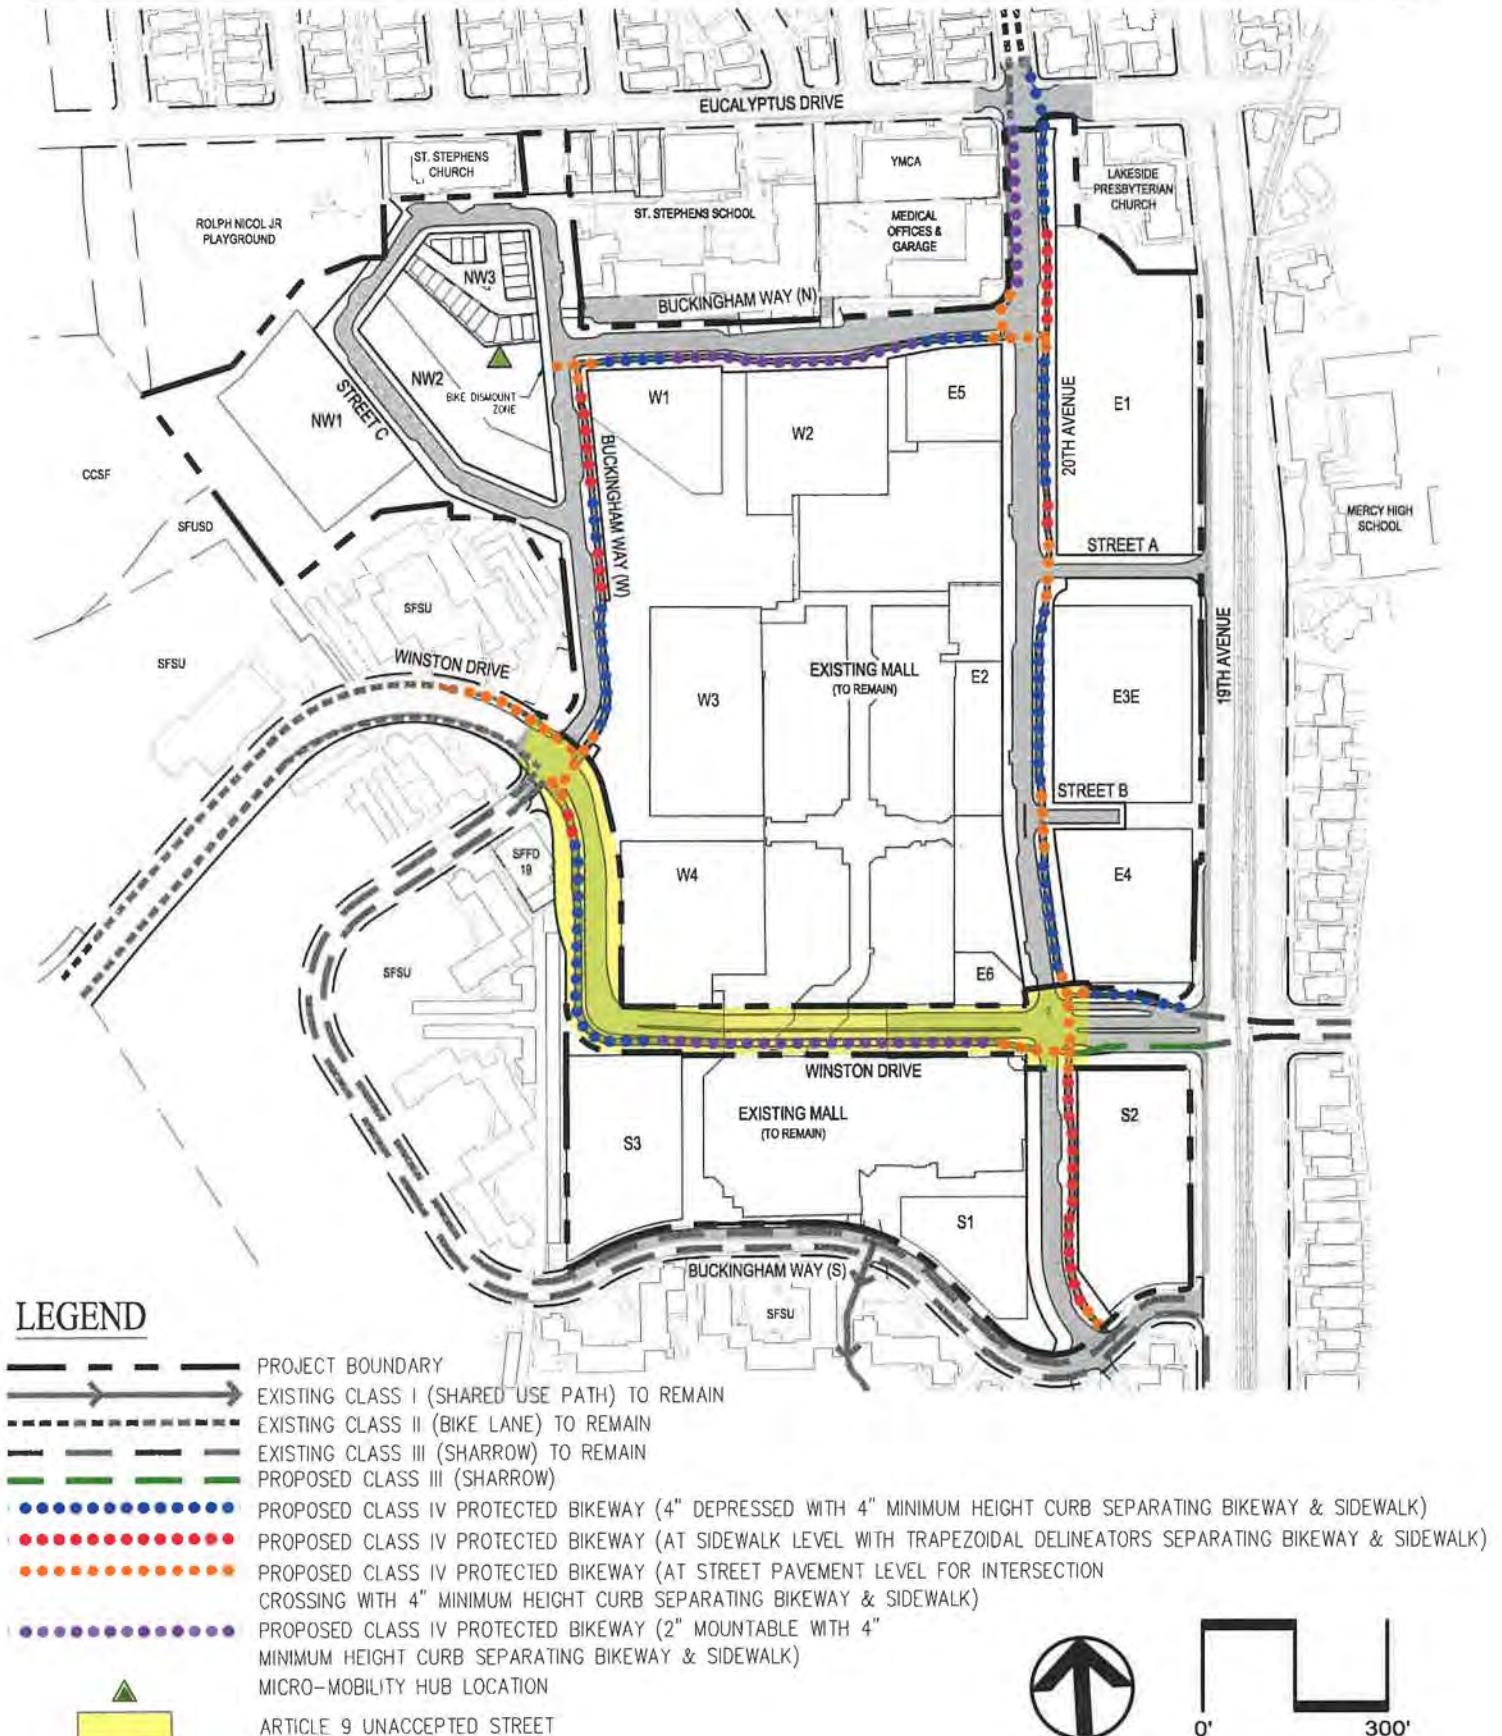 EUCALYPTUS DRIVE
ST. STEPHENS
CHURCH
YMCA
LAKESIDE
PRESBYTERIAN
CHURCH
ROLPH NICOL JR
PLAYGROUND
ST. STEPHENS SCHOOL
MEDICAL
OFFICES &
GARAGE
NW3
BUCKINGHAM WAY (N)
NW2
BIKE DISMOUNT
ZONE
STREET C
NW1
W1
W2
E5
20TH AVENUE
E1
BUCKINGHAM WAY (W)
CCSF
SFUSD
MERCY HIGH
SCHOOL
STREET A
SFSU
SFSU
WINSTON DRIVE
EXISTING MALL
(TO REMAIN)
W3
E2
E3E
19TH AVENUE
STREET B
SFFD
19
W4
E4
SFSU
E6
WINSTON DRIVE
EXISTING MALL
(TO REMAIN)
S3
S2
S1
BUCKINGHAM WAY (S)
SFSU
LEGEND
PROJECT BOUNDARY
EXISTING CLASS I (SHARED USE PATH) TO REMAIN
EXISTING CLASS II (BIKE LANE) TO REMAIN
EXISTING CLASS III (SHARROW) TO REMAIN
PROPOSED CLASS III (SHARROW)
PROPOSED CLASS IV PROTECTED BIKEWAY (4" DEPRESSED WITH 4" MINIMUM HEIGHT CURB SEPARATING BIKEWAY & SIDEWALK)
PROPOSED CLASS IV PROTECTED BIKEWAY (AT SIDEWALK LEVEL WITH TRAPEZOIDAL DELINEATORS SEPARATING BIKEWAY & SIDEWALK)
PROPOSED CLASS IV PROTECTED BIKEWAY (AT STREET PAVEMENT LEVEL FOR INTERSECTION
CROSSING WITH 4" MINIMUM HEIGHT CURB SEPARATING BIKEWAY & SIDEWALK)
PROPOSED CLASS IV PROTECTED BIKEWAY (2" MOUNTABLE WITH 4"
MINIMUM HEIGHT CURB SEPARATING BIKEWAY & SIDEWALK)
MICRO-MOBILITY HUB LOCATION
ARTICLE 9 UNACCEPTED STREET
0' 300'